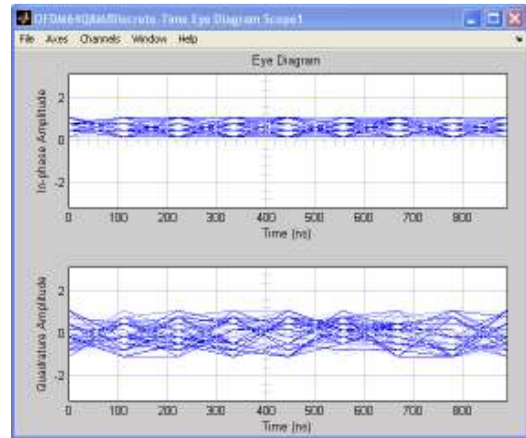 OFDM64QAM/Discrete-Time Eye Diagram Scope1
File Axes Channels Window Help
Eye Diagram
In-phase Amplitude
2
0
-2
0 100 200 300 400 500 600 700 800
Time (ns)
Quadrature Amplitude
2
0
-2
0 100 200 300 400 500 600 700 800
Time (ns)